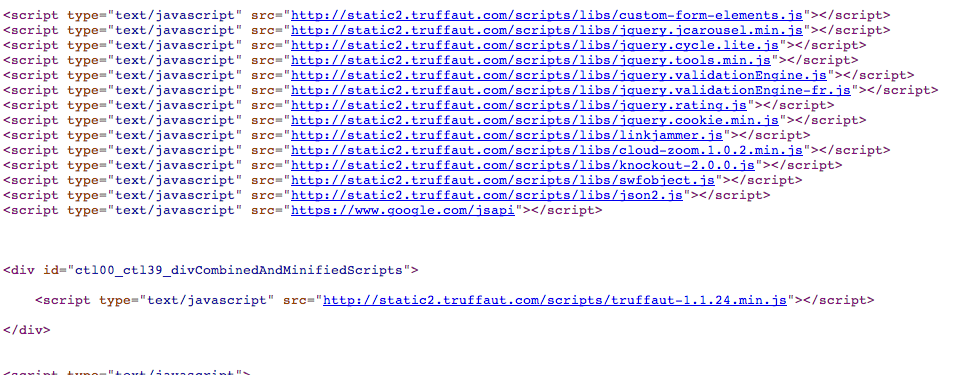 <script type="text/javascript" src="http://static2.truffaut.com/scripts/libs/custom-form-elements.js"></script>
<script type="text/javascript" src="http://static2.truffaut.com/scripts/libs/jquery.jcarousel.min.js"></script>
<script type="text/javascript" src="http://static2.truffaut.com/scripts/libs/jquery.cycle.lite.js"></script>
<script type="text/javascript" src="http://static2.truffaut.com/scripts/libs/jquery.tools.min.js"></script>
<script type="text/javascript" src="http://static2.truffaut.com/scripts/libs/jquery.validationEngine.js"></script>
<script type="text/javascript" src="http://static2.truffaut.com/scripts/libs/jquery.validationEngine-fr.js"></script>
<script type="text/javascript" src="http://static2.truffaut.com/scripts/libs/jquery.rating.js"></script>
<script type="text/javascript" src="http://static2.truffaut.com/scripts/libs/jquery.cookie.min.js"></script>
<script type="text/javascript" src="http://static2.truffaut.com/scripts/libs/linkjammer.js"></script>
<script type="text/javascript" src="http://static2.truffaut.com/scripts/libs/cloud-zoom.1.0.2.min.js"></script>
<script type="text/javascript" src="http://static2.truffaut.com/scripts/libs/knockout-2.0.0.js"></script>
<script type="text/javascript" src="http://static2.truffaut.com/scripts/libs/swfobject.js"></script>
<script type="text/javascript" src="http://static2.truffaut.com/scripts/libs/json2.js"></script>
<script type="text/javascript" src="https://www.google.com/jsapi"></script>
<div id="ctl00_ctl39_divCombinedAndMinifiedScripts">
<script type="text/javascript" src="http://static2.truffaut.com/scripts/truffaut-1.1.24.min.js"></script>
</div>
<script type="text/javascript">